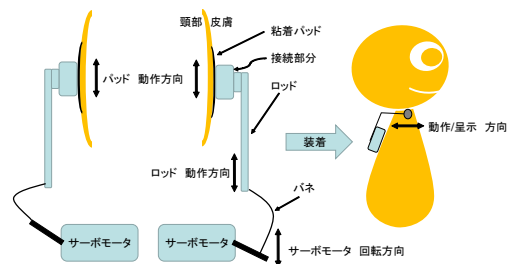 頸部 皮膚
粘着パッド
接続部分
パッド 動作方向
ロッド
装着
動作/呈示 方向
ロッド 動作方向
バネ
サーボモータ
サーボモータ
サーボモータ 回転方向